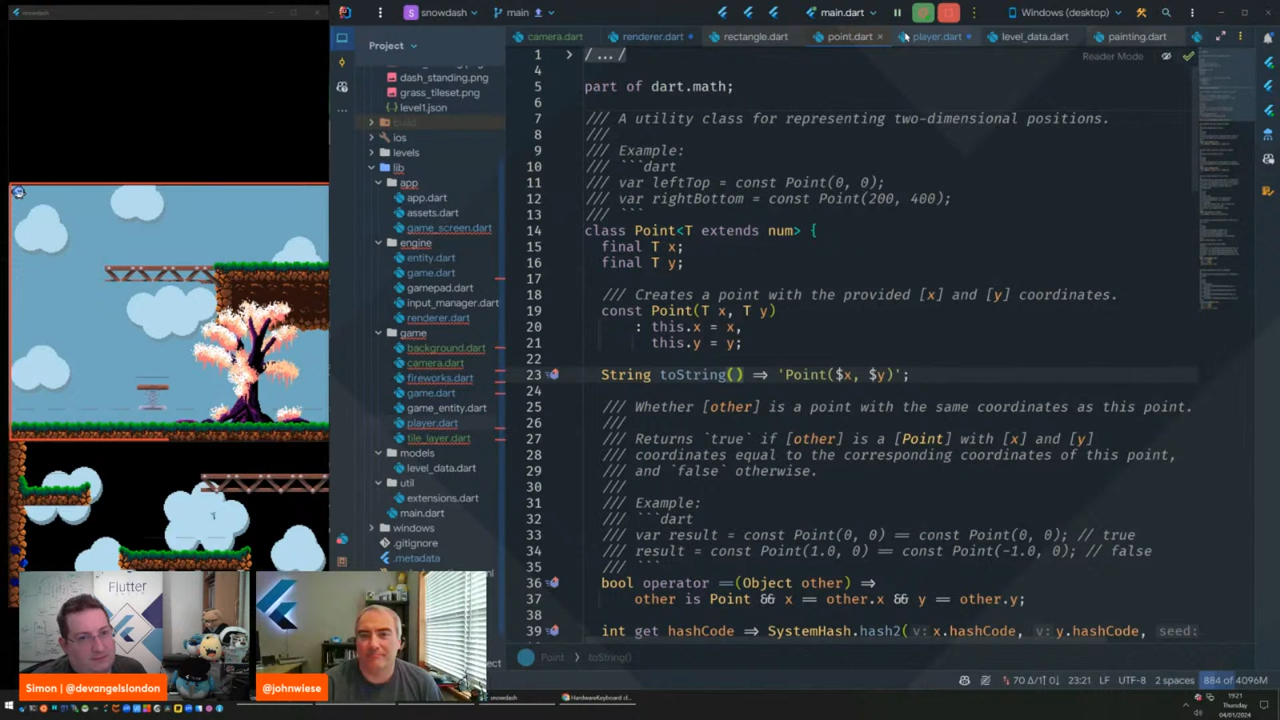 snowdash
snowdash
main
main.dart
Windows (desktop)
Project
camera.dart
renderer.dart
rectangle.dart
point.dart
player.dart
level_data.dart
painting.dart
Reader Mode
dash_standing.png
grass_tileset.png
level1.json
build
ios
levels
lib
app
app.dart
assets.dart
game_screen.dart
engine
entity.dart
game.dart
gamepad.dart
input_manager.dart
renderer.dart
game
background.dart
camera.dart
fireworks.dart
game.dart
game_entity.dart
player.dart
tile_layer.dart
models
level_data.dart
util
extensions.dart
main.dart
windows
.gitignore
.metadata
1 /.../
4
5 part of dart.math;
6
7 /// A utility class for representing two-dimensional positions.
8 ///
9 /// Example:
10 /// ```dart
11 /// var leftTop = const Point(0, 0);
12 /// var rightBottom = const Point(200, 400);
13 /// ```
14 class Point<T extends num> {
15 final T x;
16 final T y;
17
18 /// Creates a point with the provided [x] and [y] coordinates.
19 const Point(T x, T y)
20 : this.x = x,
21 this.y = y;
22
23 String toString() => 'Point($x, $y)';
24
25 /// Whether [other] is a point with the same coordinates as this point.
26 ///
27 /// Returns `true` if [other] is a [Point] with [x] and [y]
28 /// coordinates equal to the corresponding coordinates of this point,
29 /// and `false` otherwise.
30 ///
31 /// Example:
32 /// ```dart
33 /// var result = const Point(0, 0) == const Point(0, 0); // true
34 /// result = const Point(1.0, 0) == const Point(-1.0, 0); // false
35 /// ```
36 bool operator ==(Object other) =>
37 other is Point && x == other.x && y == other.y;
38
39 int get hashCode => SystemHash.hash2( v: x.hashCode, v: y.hashCode, seed:
Point > toString()
23:21 LF UTF-8 2 spaces 884 of 4096M
Flutter
Simon | @devangelslondon
@johnwiese
snowdash
HardwareKeyboard cl...
19:21
Thursday
04/01/2024